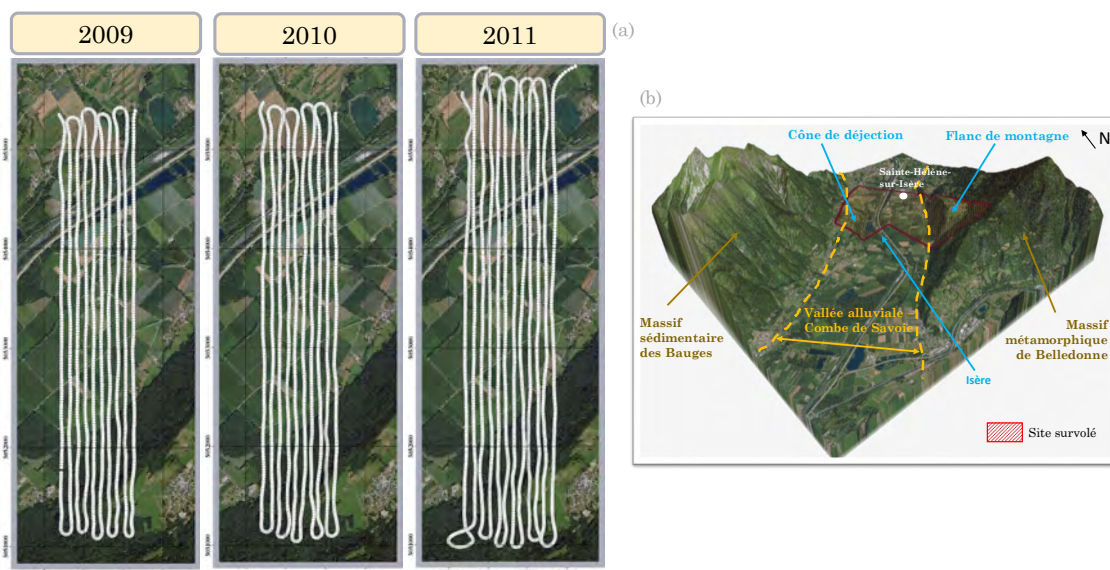 2009
2010
2011
(a)
(b)
N
Cône de déjection
Flanc de montagne
Sainte-Hélène-
sur-Isère
Vallée alluviale –
Combe de Savoie
Massif
sédimentaire
des Bauges
Massif
métamorphique
de Belledonne
Isère
Site survolé